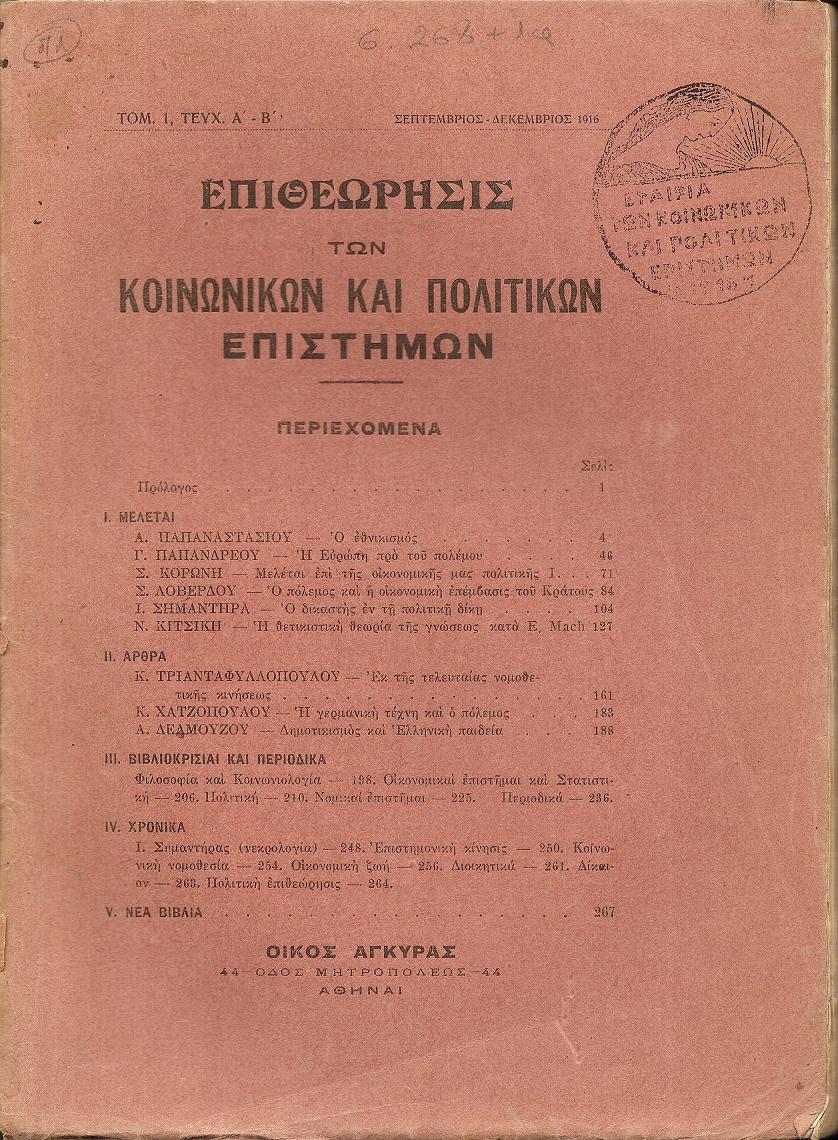 6. 268 +
ΤΟΜ. 1, ΤΕΥΧ. Α΄ - Β΄
ΣΕΠΤΕΜΒΡΙΟΣ - ΔΕΚΕΜΒΡΙΟΣ 1916
ΕΤΑΙΡΙΑ
ΤΩΝ ΚΟΙΝΩΝΙΚΩΝ
ΚΑΙ ΠΟΛΙΤΙΚΩΝ
ΕΠΙΣΤΗΜΩΝ
ΕΠΙΘΕΩΡΗΣΙΣ
ΤΩΝ
ΚΟΙΝΩΝΙΚΩΝ ΚΑΙ ΠΟΛΙΤΙΚΩΝ
ΕΠΙΣΤΗΜΩΝ
ΠΕΡΙΕΧΟΜΕΝΑ
Σελὶς
Πρόλογος . . . . . . . . . . . . . . . . . 1
I. ΜΕΛΕΤΑΙ
Α. ΠΑΠΑΝΑΣΤΑΣΙΟΥ — Ὁ ἐθνικισμός . . . . . . . 4
Γ. ΠΑΠΑΝΔΡΕΟΥ — Ἡ Εὐρώπη πρὸ τοῦ πολέμου . . . . 46
Σ. ΚΟΡΩΝΗ — Μελέται ἐπὶ τῆς οἰκονομικῆς μας πολιτικῆς I. . . 71
Σ. ΛΟΒΕΡΔΟΥ — Ὁ πόλεμος καὶ ἡ οἰκονομικὴ ἐπέμβασις τοῦ Κράτους 84
Ι. ΣΗΜΑΝΤΗΡΑ — Ὁ δικαστὴς ἐν τῇ πολιτικῇ δίκῃ . . . . 104
Ν. ΚΙΤΣΙΚΗ — Ἡ θετικιστικὴ θεωρία τῆς γνώσεως κατὰ E. Mach 127
II. ΑΡΘΡΑ
Κ. ΤΡΙΑΝΤΑΦΥΛΛΟΠΟΥΛΟΥ — Ἐκ τῆς τελευταίας νομοθε-
τικῆς κινήσεως . . . . . . . . . . . . . . 161
Κ. ΧΑΤΖΟΠΟΥΛΟΥ — Ἡ γερμανικὴ τέχνη καὶ ὁ πόλεμος . . . 183
Α. ΔΕΛΜΟΥΖΟΥ — Δημοτικισμὸς καὶ Ἑλληνικὴ παιδεία . . . 188
III. ΒΙΒΛΙΟΚΡΙΣΙΑΙ ΚΑΙ ΠΕΡΙΟΔΙΚΑ
Φιλοσοφία καὶ Κοινωνιολογία — 198. Οἰκονομικαὶ ἐπιστῆμαι καὶ Στατιστι-
κή — 206. Πολιτική — 210. Νομικαὶ ἐπιστῆμαι — 225. Περιοδικά — 236.
IV. ΧΡΟΝΙΚΑ
Ι. Σημαντήρας (νεκρολογία) — 248. Ἐπιστημονικὴ κίνησις — 250. Κοινω-
νικὴ νομοθεσία — 254. Οἰκονομικὴ ζωή — 256. Διοικητικά — 261. Δίκαι-
ον — 263. Πολιτικὴ ἐπιθεώρησις — 264.
V. ΝΕΑ ΒΙΒΛΙΑ . . . . . . . . . . . . . . . 267
ΟΙΚΟΣ ΑΓΚΥΡΑΣ
44—ΟΔΟΣ ΜΗΤΡΟΠΟΛΕΩΣ—44
ΑΘΗΝΑΙ